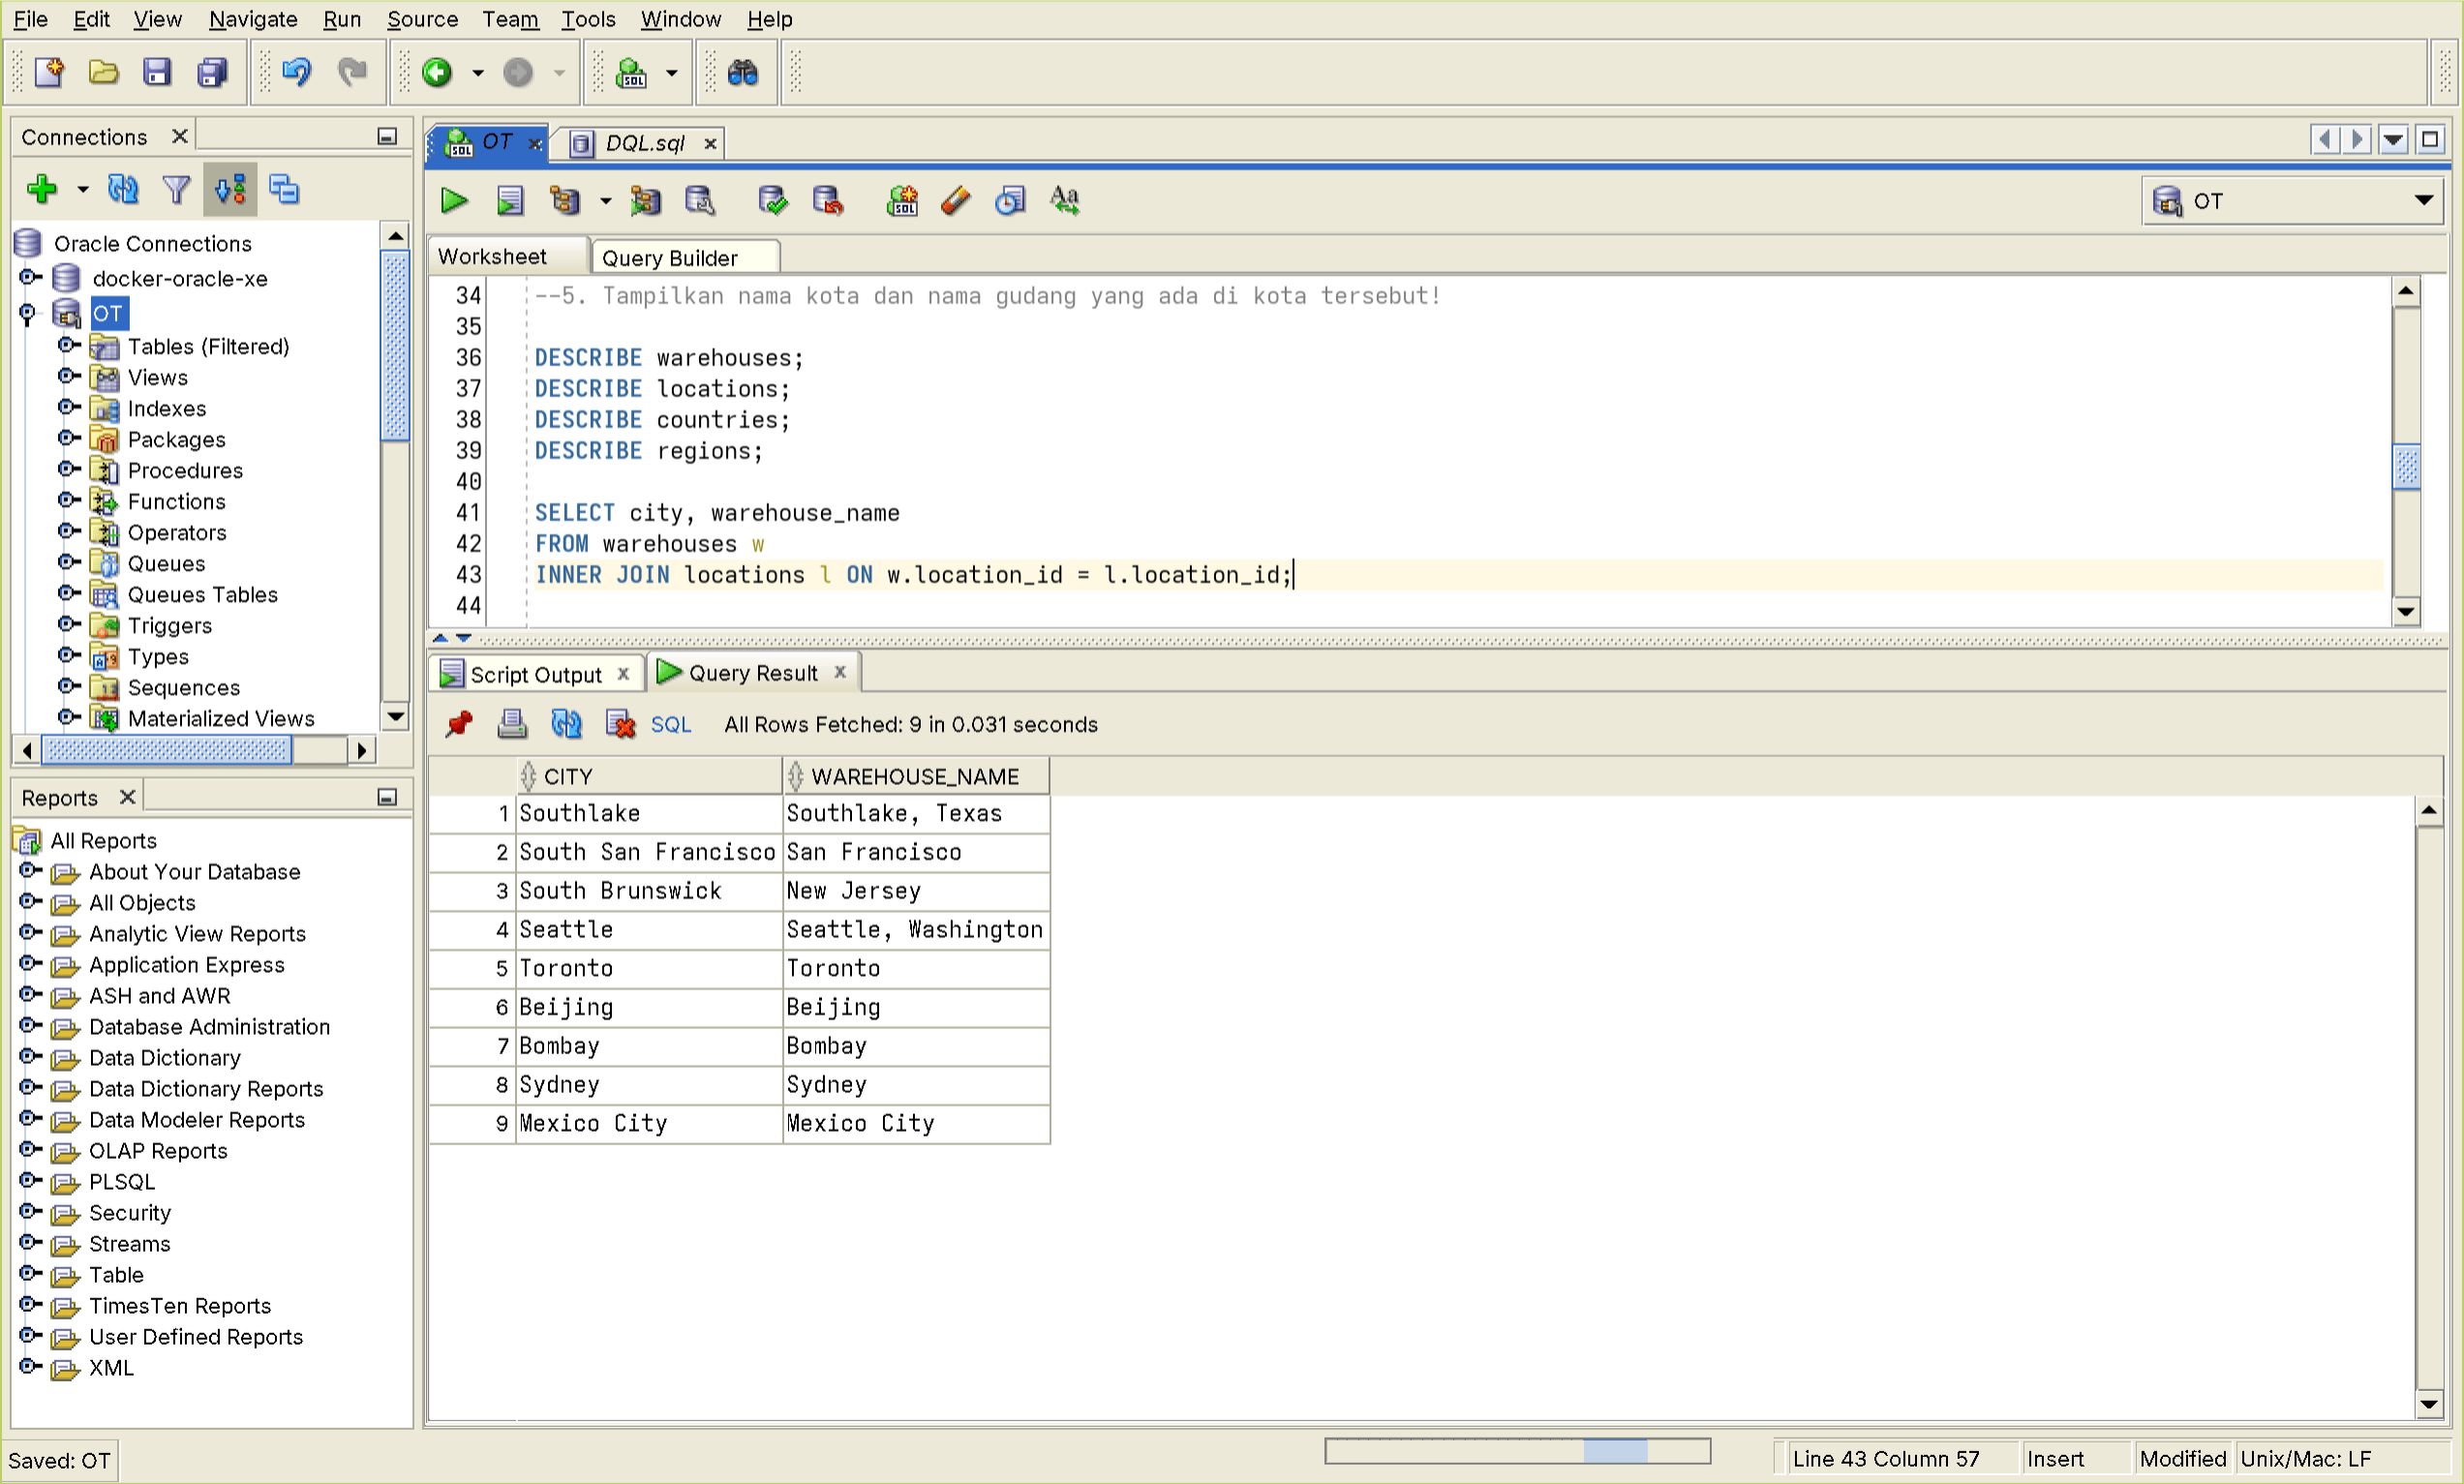 File Edit View Navigate Run Source Team Tools Window Help
Connections
Oracle Connections
docker-oracle-xe
OT
Tables (Filtered)
Views
Indexes
Packages
Procedures
Functions
Operators
Queues
Queues Tables
Triggers
Types
Sequences
Materialized Views
Reports
All Reports
About Your Database
All Objects
Analytic View Reports
Application Express
ASH and AWR
Database Administration
Data Dictionary
Data Dictionary Reports
Data Modeler Reports
OLAP Reports
PLSQL
Security
Streams
Table
TimesTen Reports
User Defined Reports
XML
OT DQL.sql
OT
Worksheet Query Builder
34 --5. Tampilkan nama kota dan nama gudang yang ada di kota tersebut!
35
36 DESCRIBE warehouses;
37 DESCRIBE locations;
38 DESCRIBE countries;
39 DESCRIBE regions;
40
41 SELECT city, warehouse_name
42 FROM warehouses w
43 INNER JOIN locations l ON w.location_id = l.location_id;
44
Script Output Query Result
SQL All Rows Fetched: 9 in 0.031 seconds
CITY WAREHOUSE_NAME
1 Southlake Southlake, Texas
2 South San Francisco San Francisco
3 South Brunswick New Jersey
4 Seattle Seattle, Washington
5 Toronto Toronto
6 Beijing Beijing
7 Bombay Bombay
8 Sydney Sydney
9 Mexico City Mexico City
Saved: OT
Line 43 Column 57 Insert Modified Unix/Mac: LF